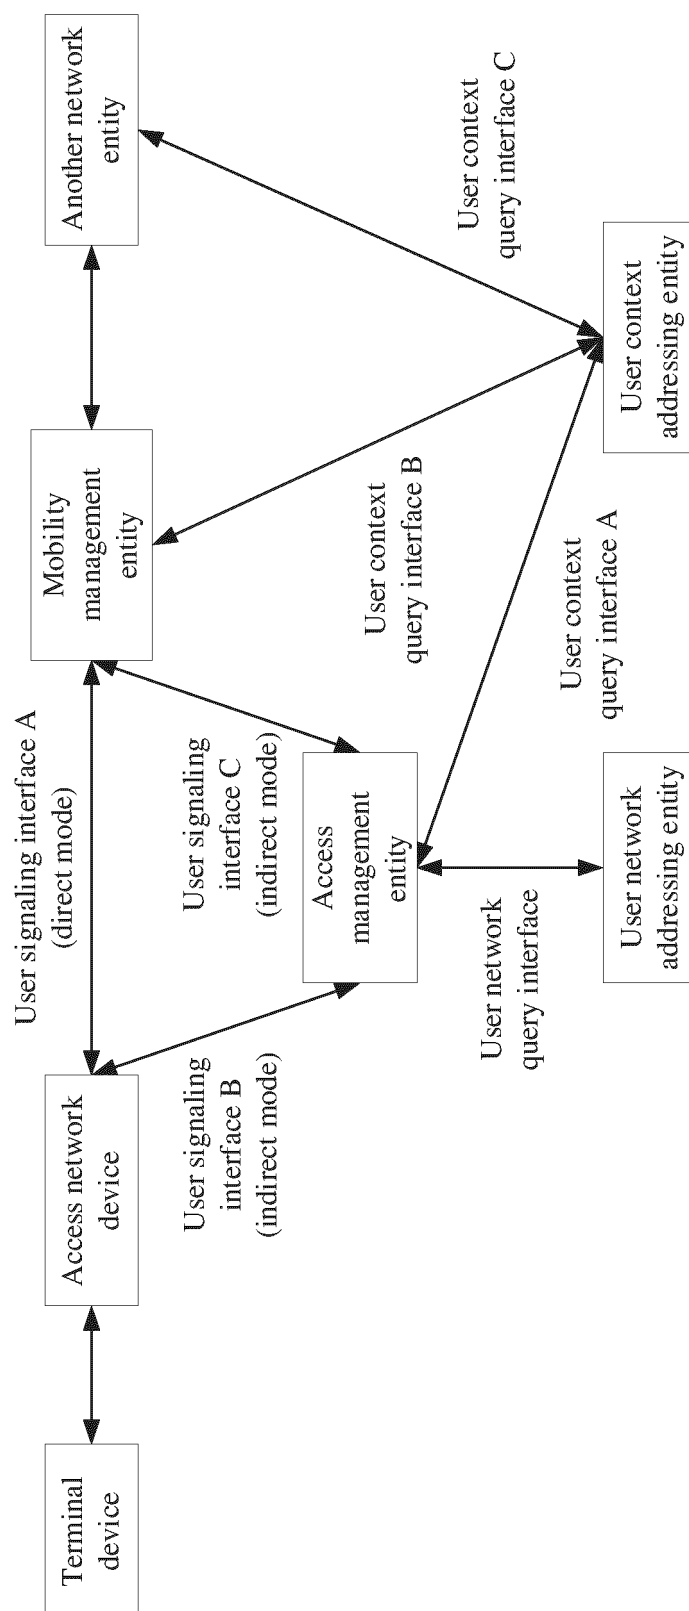 User signaling interface A
(direct mode)
Terminal
device
Access network
device
Mobility
management
entity
Another network
entity
User signaling
interface B
(indirect mode)
User signaling
interface C
(indirect mode)
Access
management
entity
User context
query interface B
User context
query interface C
User network
query interface
User context
query interface A
User network
addressing entity
User context
addressing entity